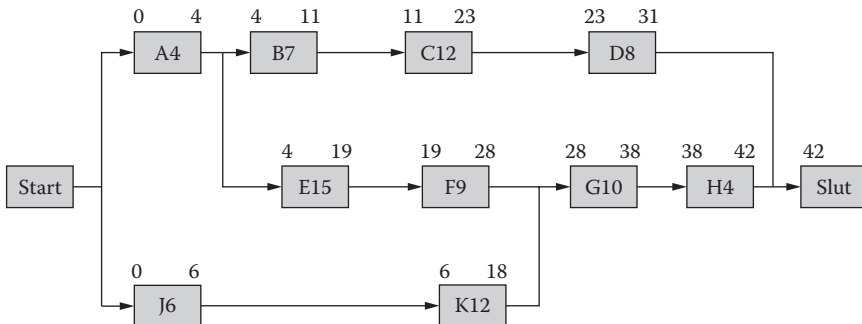 0 4 4 11 11 23 23 31
A4 B7 C12 D8
4 19 19 28 28 38 38 42 42
Start E15 F9 G10 H4 Slut
0 6 6 18
J6 K12